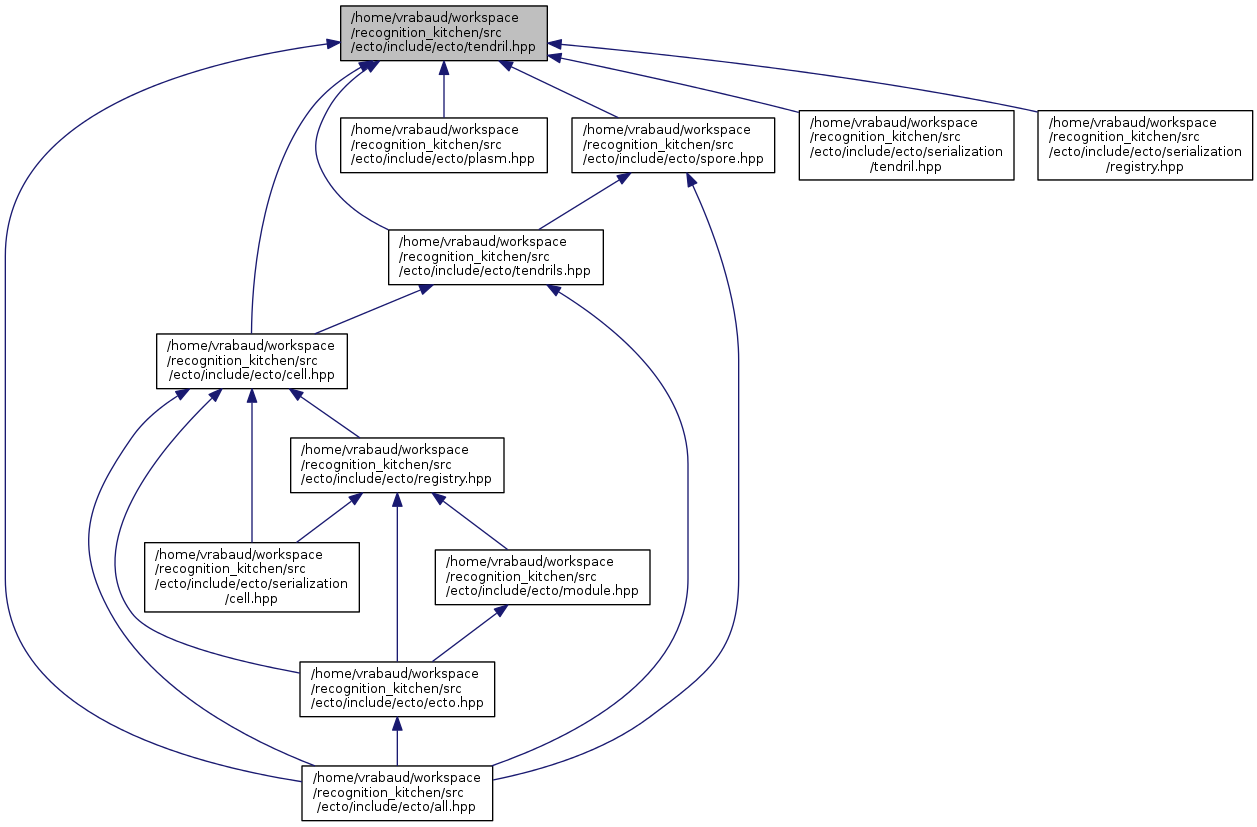 /home/vrabaud/workspace
/recognition_kitchen/src
/ecto/include/ecto/tendril.hpp
/home/vrabaud/workspace
/recognition_kitchen/src
/ecto/include/ecto/plasm.hpp
/home/vrabaud/workspace
/recognition_kitchen/src
/ecto/include/ecto/spore.hpp
/home/vrabaud/workspace
/recognition_kitchen/src
/ecto/include/ecto/serialization
/tendril.hpp
/home/vrabaud/workspace
/recognition_kitchen/src
/ecto/include/ecto/serialization
/registry.hpp
/home/vrabaud/workspace
/recognition_kitchen/src
/ecto/include/ecto/tendrils.hpp
/home/vrabaud/workspace
/recognition_kitchen/src
/ecto/include/ecto/cell.hpp
/home/vrabaud/workspace
/recognition_kitchen/src
/ecto/include/ecto/registry.hpp
/home/vrabaud/workspace
/recognition_kitchen/src
/ecto/include/ecto/serialization
/cell.hpp
/home/vrabaud/workspace
/recognition_kitchen/src
/ecto/include/ecto/module.hpp
/home/vrabaud/workspace
/recognition_kitchen/src
/ecto/include/ecto/ecto.hpp
/home/vrabaud/workspace
/recognition_kitchen/src
/ecto/include/ecto/all.hpp